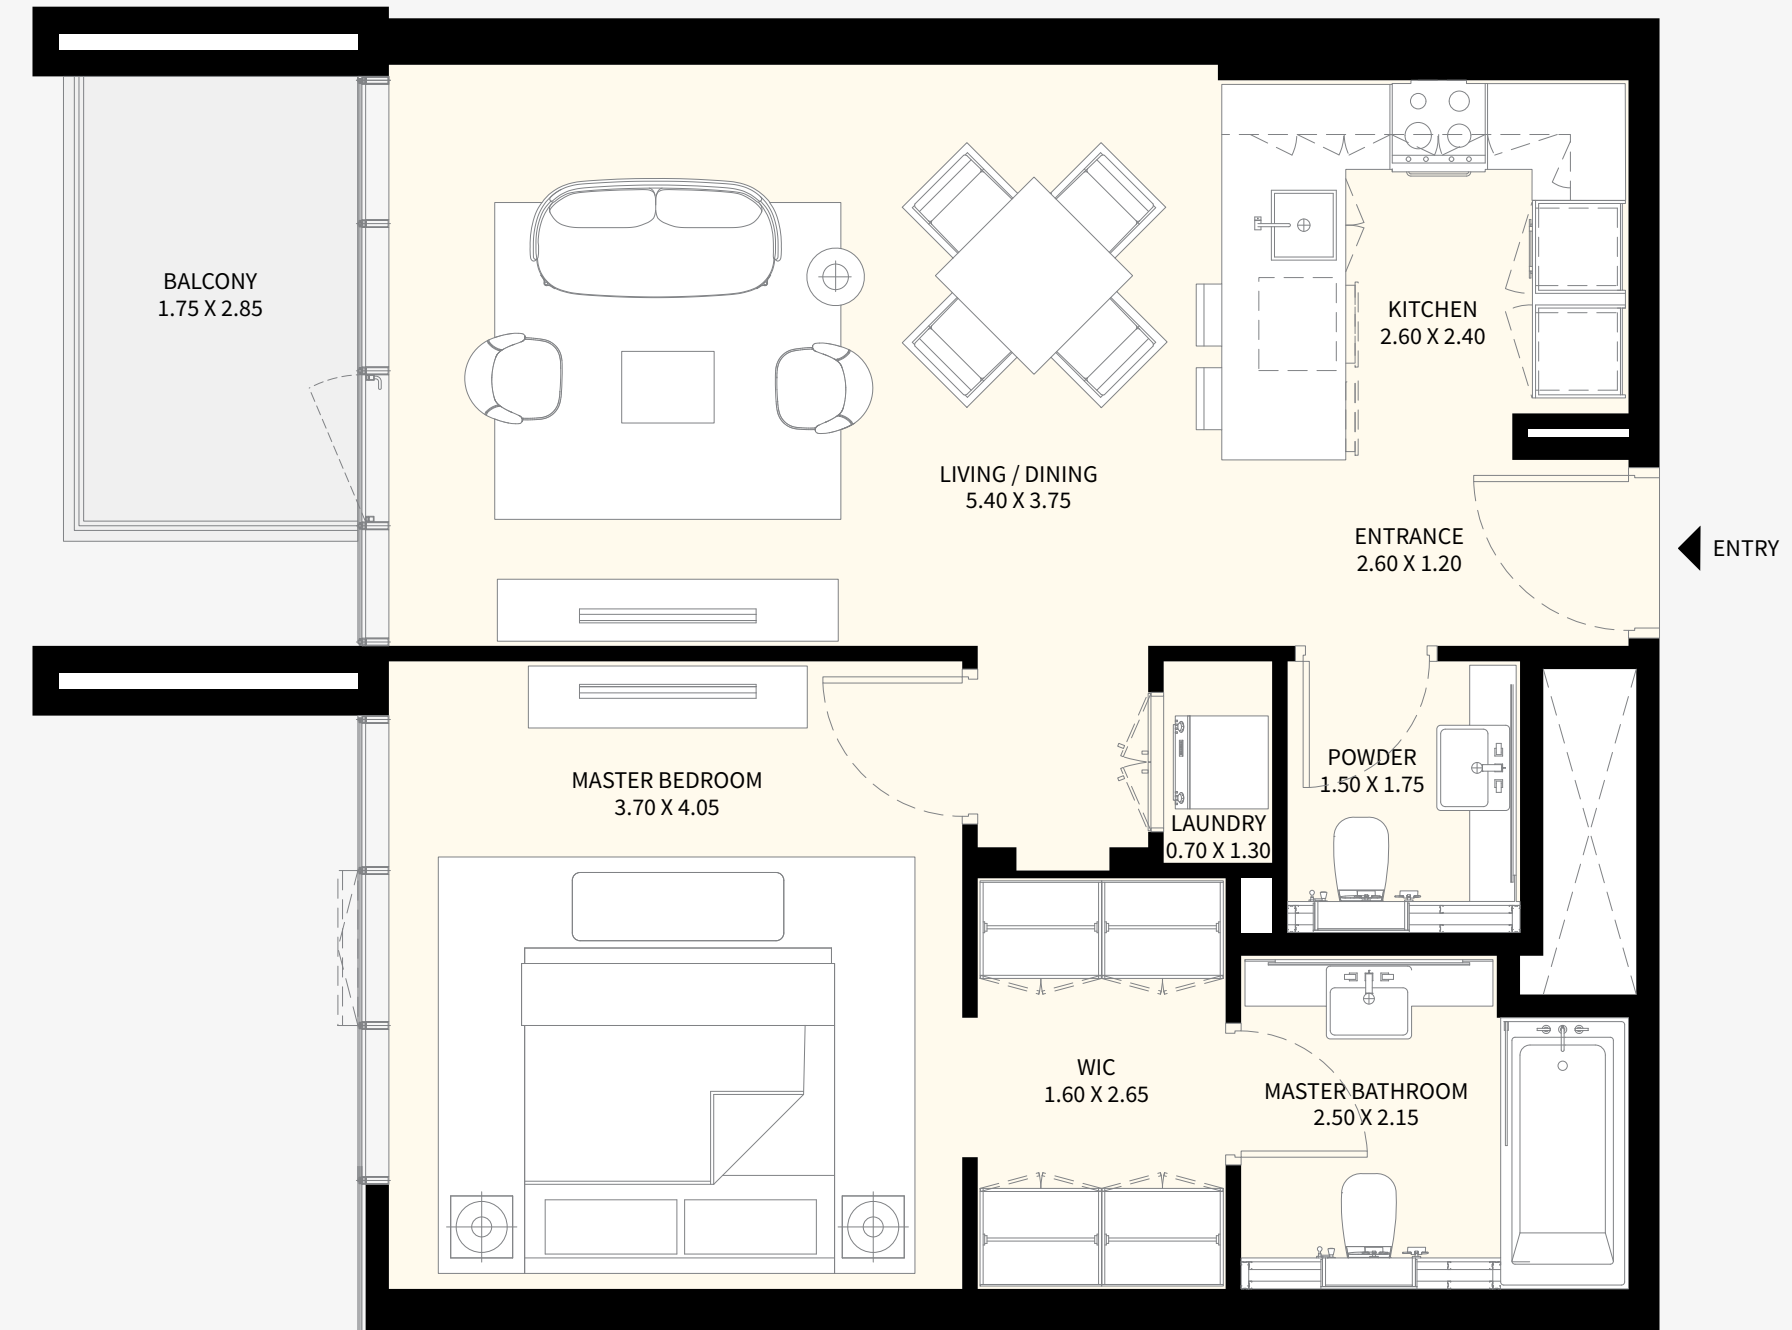 BALCONY
1.75 X 2.85
KITCHEN
2.60 X 2.40
LIVING / DINING
5.40 X 3.75
ENTRANCE
2.60 X 1.20
ENTRY
MASTER BEDROOM
3.70 X 4.05
POWDER
1.50 X 1.75
LAUNDRY
0.70 X 1.30
WIC
1.60 X 2.65
MASTER BATHROOM
2.50 X 2.15